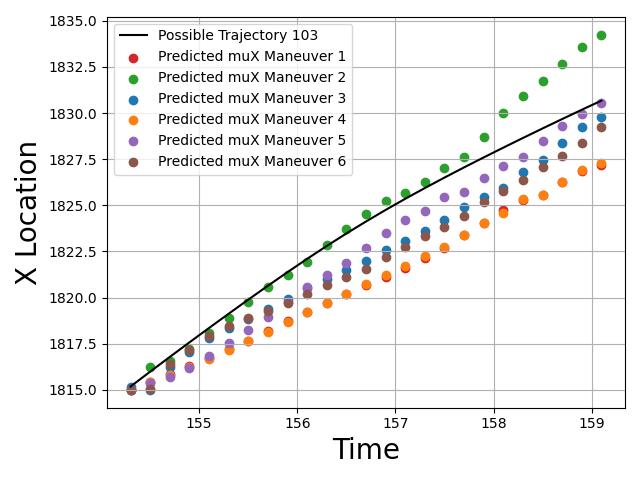 1835.0
1832.5
1830.0
1827.5
1825.0
1822.5
1820.0
1817.5
1815.0
X Location
Possible Trajectory 103
Predicted muX Maneuver 1
Predicted muX Maneuver 2
Predicted muX Maneuver 3
Predicted muX Maneuver 4
Predicted muX Maneuver 5
Predicted muX Maneuver 6
155 156 157 158 159
Time